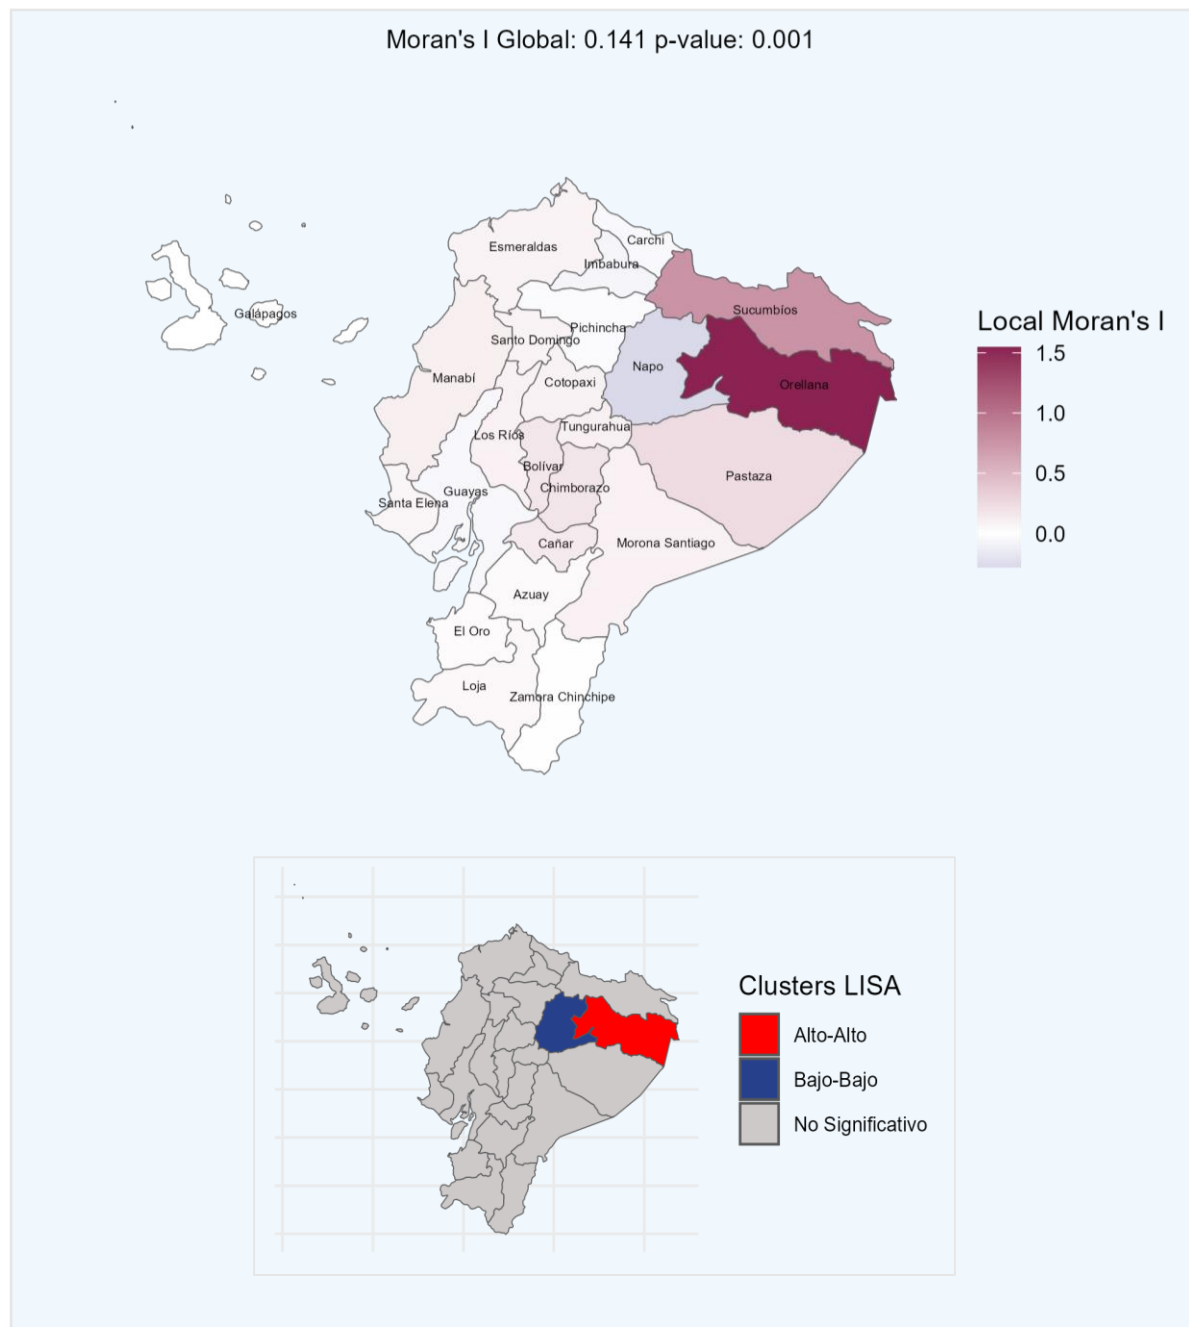 Moran's I Global: 0.141 p-value: 0.001
Carchi
Esmeraldas
Imbabura
Sucumbíos
Galápagos
Pichincha
Santo Domingo
Napo
Manabí
Cotopaxi
Orellana
Tungurahua
Los Ríos
Bolívar
Pastaza
Chimborazo
Guayas
Santa Elena
Cañar
Morona Santiago
Azuay
El Oro
Loja
Zamora Chinchipe
Local Moran's I
1.5
1.0
0.5
0.0
Clusters LISA
Alto-Alto
Bajo-Bajo
No Significativo